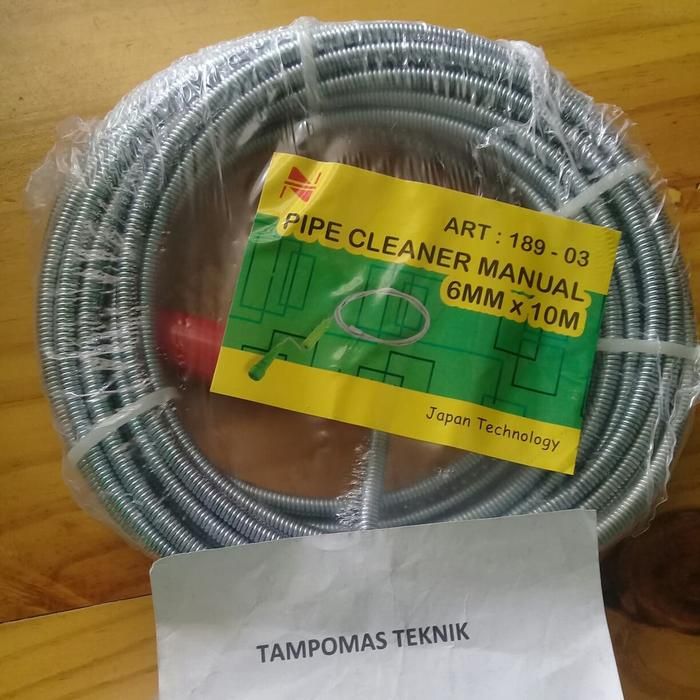 ART : 189 - 03
PIPE CLEANER MANUAL
6MM x 10M
Japan Technology
TAMPOMAS TEKNIK